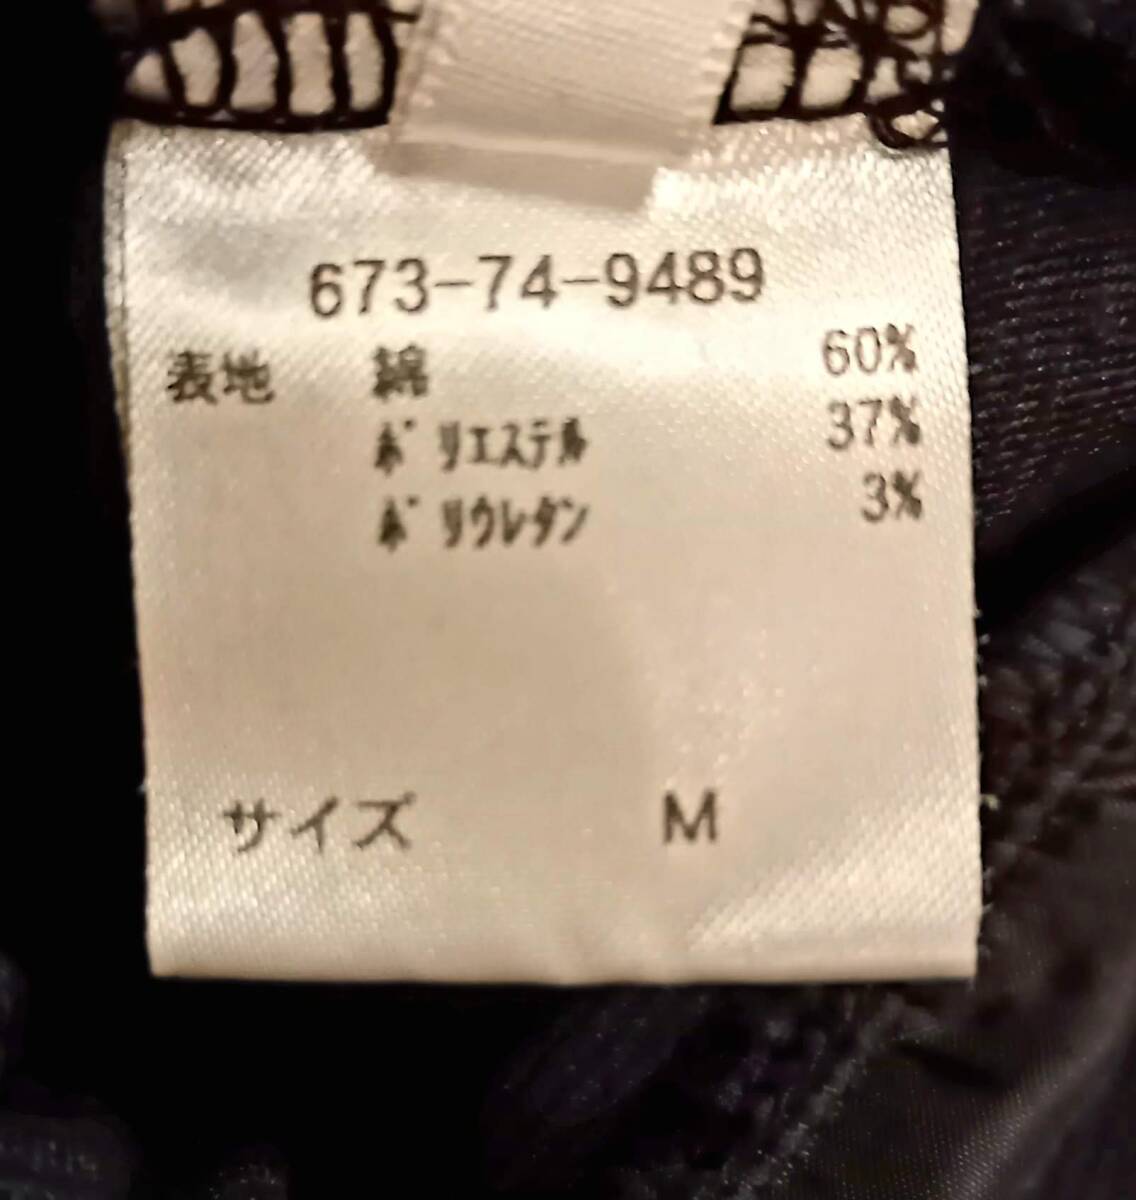 673-74-9489
表地 綿 60%
ﾎﾟﾘｴｽﾃﾙ 37%
ﾎﾟﾘｳﾚﾀﾝ 3%
サイズ M